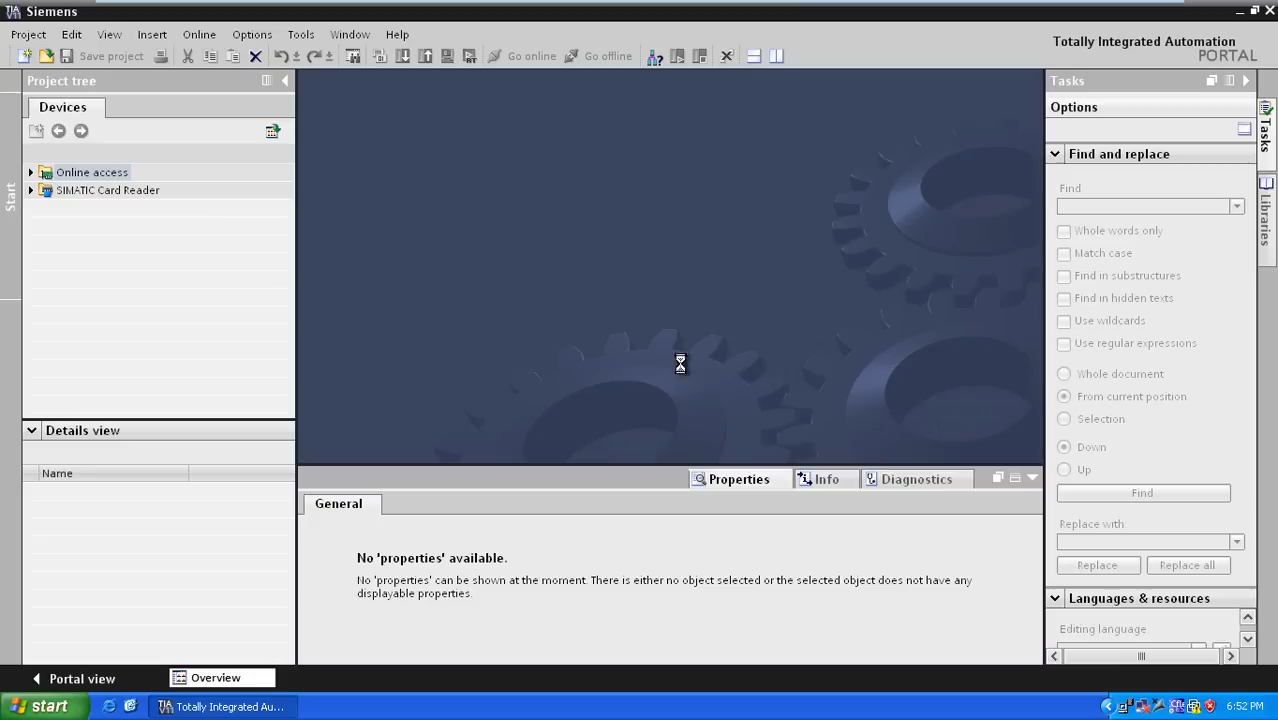 TIA
V11
Siemens
Project Edit View Insert Online Options Tools Window Help
Totally Integrated Automation
PORTAL
Save project
Go online
Go offline
Project tree
Devices
Online access
SIMATIC Card Reader
Start
Details view
Name
Properties
Info
Diagnostics
General
No 'properties' available.
No 'properties' can be shown at the moment. There is either no object selected or the selected object does not have any
displayable properties.
Tasks
Options
Find and replace
Find
Whole words only
Match case
Find in substructures
Find in hidden texts
Use wildcards
Use regular expressions
Whole document
From current position
Selection
Down
Up
Find
Replace with:
Replace
Replace all
Languages & resources
Editing language
Tasks
Libraries
Portal view
Overview
start
Totally Integrated Au...
6:52 PM